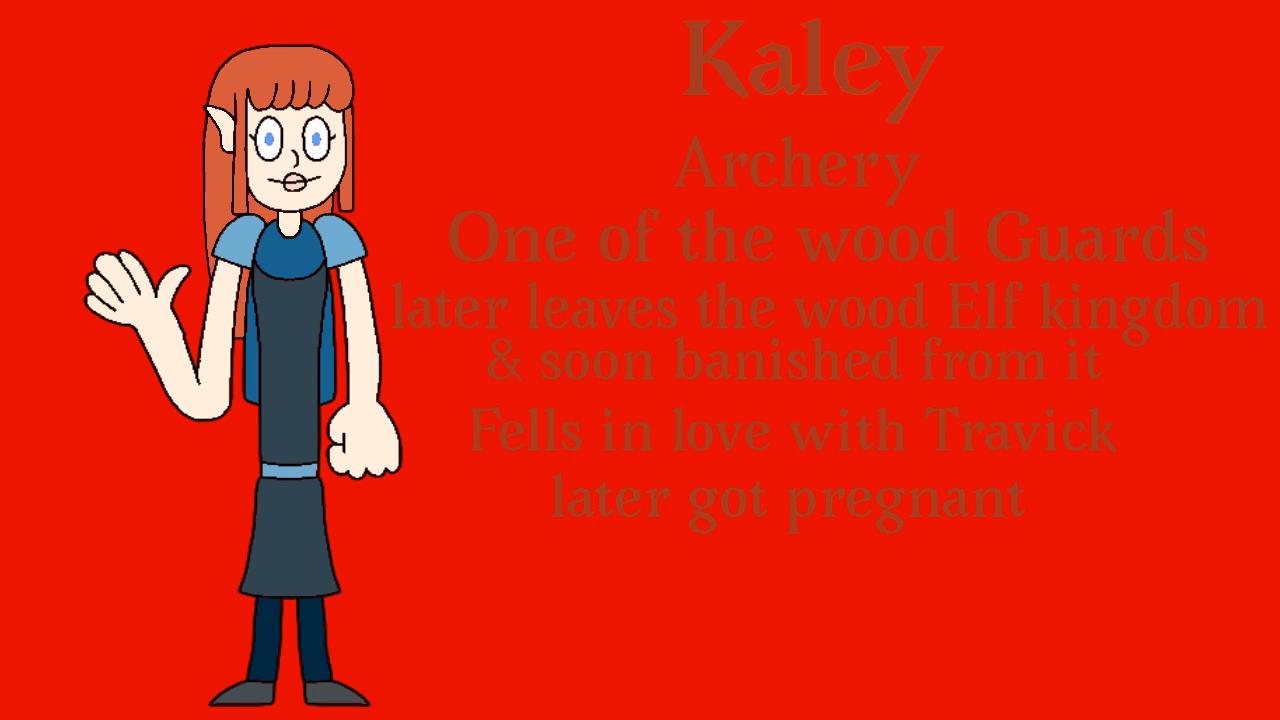 Kaley
Archery
One of the wood Guards
later leaves the wood Elf kingdom
& soon banished from it
Fells in love with Travick
later got pregnant